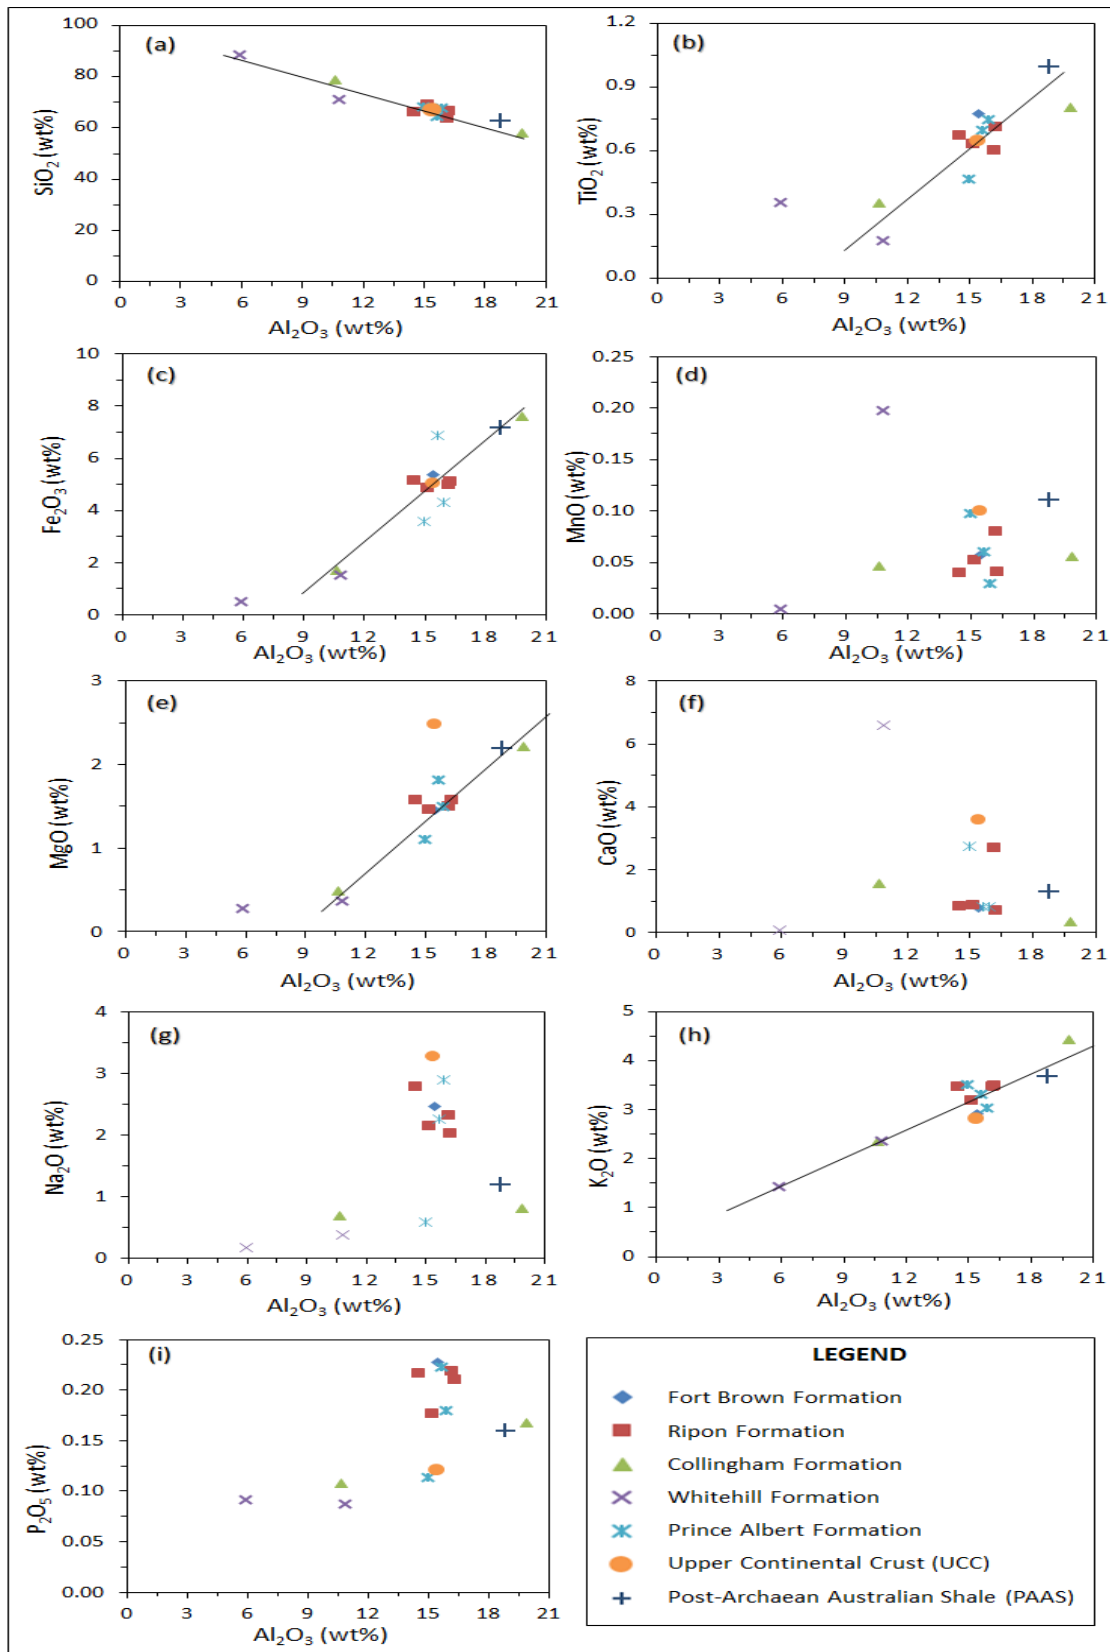 (a)
100
80
60
40
20
0
SiO₂ (wt%)
0 3 6 9 12 15 18 21
Al₂O₃ (wt%)
(b)
1.2
0.9
0.6
0.3
0.0
TiO₂ (wt%)
0 3 6 9 12 15 18 21
Al₂O₃ (wt%)
(c)
10
8
6
4
2
0
Fe₂O₃ (wt%)
0 3 6 9 12 15 18 21
Al₂O₃ (wt%)
(d)
0.25
0.20
0.15
0.10
0.05
0.00
MnO (wt%)
0 3 6 9 12 15 18 21
Al₂O₃ (wt%)
(e)
3
2
1
0
MgO (wt%)
0 3 6 9 12 15 18 21
Al₂O₃ (wt%)
(f)
8
6
4
2
0
CaO (wt%)
0 3 6 9 12 15 18 21
Al₂O₃ (wt%)
(g)
4
3
2
1
0
Na₂O (wt%)
0 3 6 9 12 15 18 21
Al₂O₃ (wt%)
(h)
5
4
3
2
1
0
K₂O (wt%)
0 3 6 9 12 15 18 21
Al₂O₃ (wt%)
(i)
0.25
0.20
0.15
0.10
0.05
0.00
P₂O₅ (wt%)
0 3 6 9 12 15 18 21
Al₂O₃ (wt%)
LEGEND
Fort Brown Formation
Ripon Formation
Collingham Formation
Whitehill Formation
Prince Albert Formation
Upper Continental Crust (UCC)
Post-Archaean Australian Shale (PAAS)